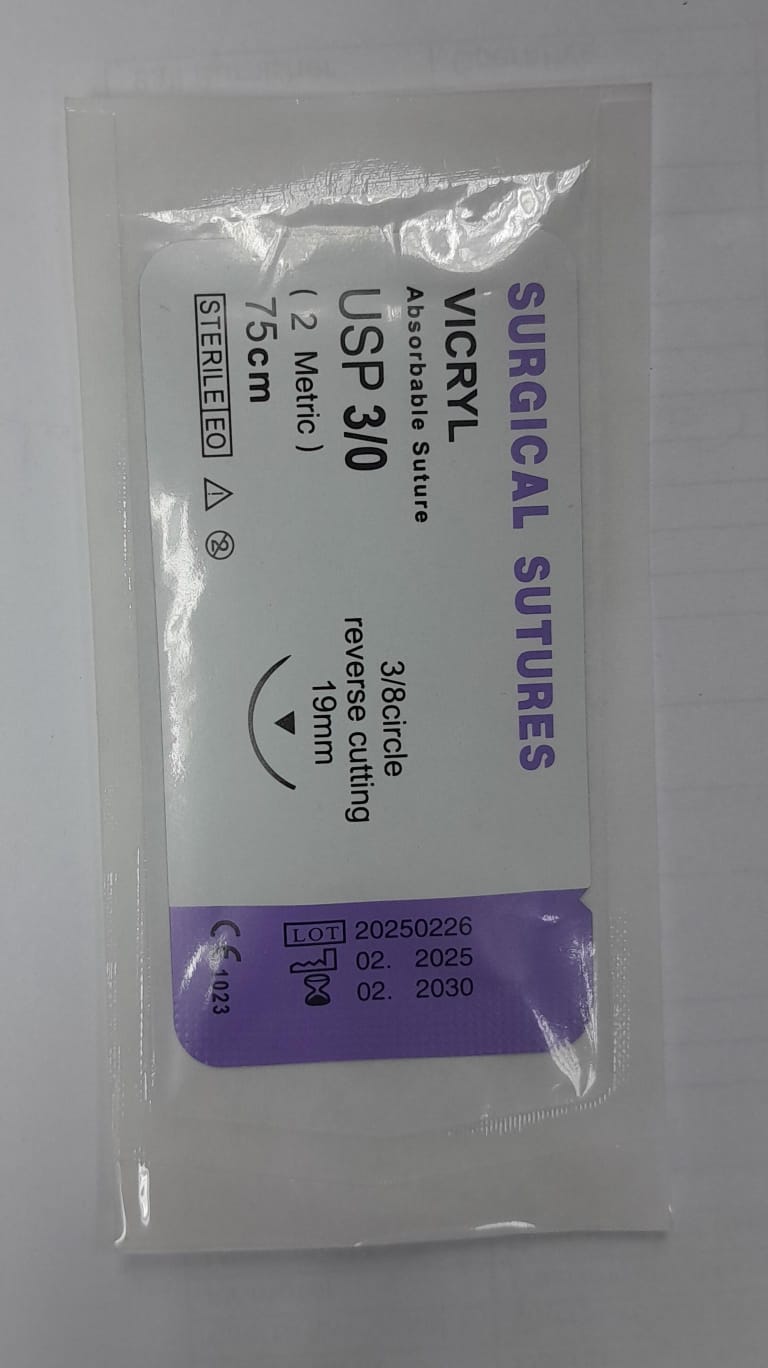 SURGICAL SUTURES
VICRYL
Absorbable Suture
USP 3/0
( 2 Metric )
75cm
STERILE EO
2
3/8circle
reverse cutting
19mm
LOT 20250226
02. 2025
02. 2030
CE 1023